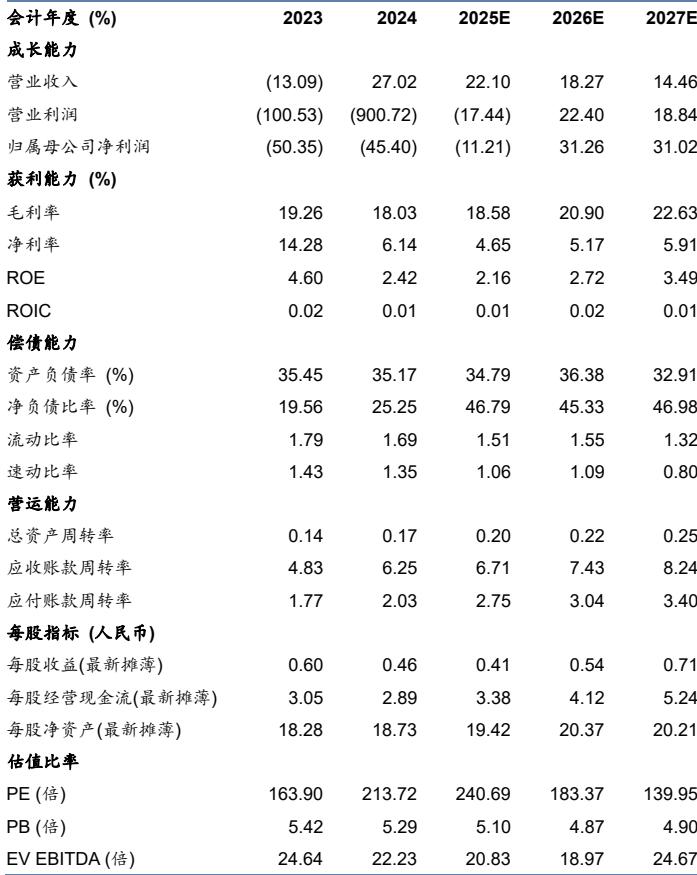 会计年度 (%) 2023 2024 2025E 2026E 2027E
成长能力
营业收入 (13.09) 27.02 22.10 18.27 14.46
营业利润 (100.53) (900.72) (17.44) 22.40 18.84
归属母公司净利润 (50.35) (45.40) (11.21) 31.26 31.02
获利能力 (%)
毛利率 19.26 18.03 18.58 20.90 22.63
净利率 14.28 6.14 4.65 5.17 5.91
ROE 4.60 2.42 2.16 2.72 3.49
ROIC 0.02 0.01 0.01 0.02 0.01
偿债能力
资产负债率 (%) 35.45 35.17 34.79 36.38 32.91
净负债比率 (%) 19.56 25.25 46.79 45.33 46.98
流动比率 1.79 1.69 1.51 1.55 1.32
速动比率 1.43 1.35 1.06 1.09 0.80
营运能力
总资产周转率 0.14 0.17 0.20 0.22 0.25
应收账款周转率 4.83 6.25 6.71 7.43 8.24
应付账款周转率 1.77 2.03 2.75 3.04 3.40
每股指标 (人民币)
每股收益(最新摊薄) 0.60 0.46 0.41 0.54 0.71
每股经营现金流(最新摊薄) 3.05 2.89 3.38 4.12 5.24
每股净资产(最新摊薄) 18.28 18.73 19.42 20.37 20.21
估值比率
PE (倍) 163.90 213.72 240.69 183.37 139.95
PB (倍) 5.42 5.29 5.10 4.87 4.90
EV EBITDA (倍) 24.64 22.23 20.83 18.97 24.67